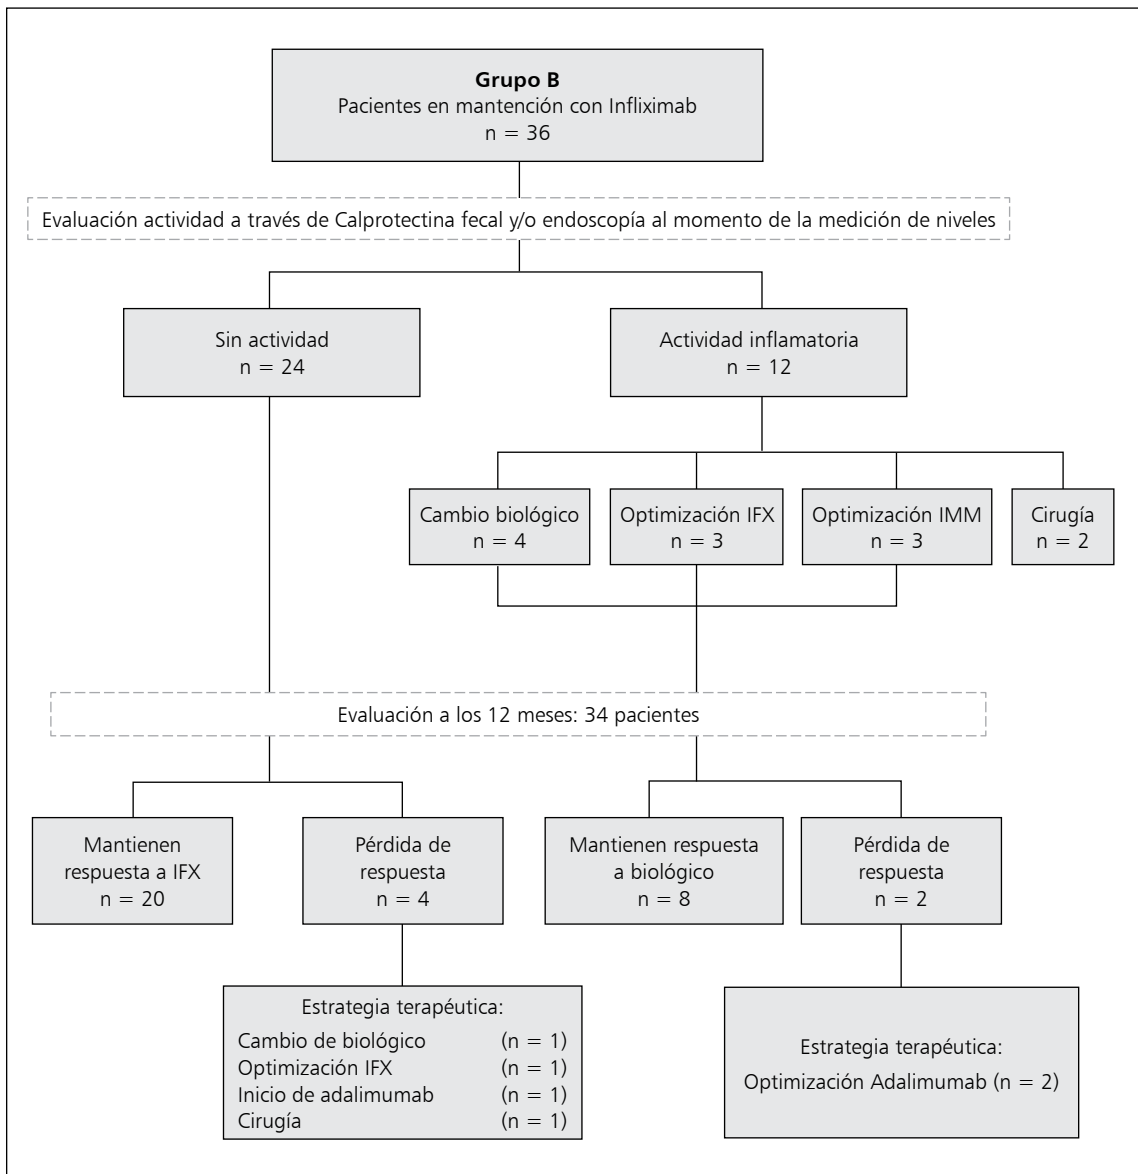 Grupo B
Pacientes en mantención con Infliximab
n = 36
Evaluación actividad a través de Calprotectina fecal y/o endoscopía al momento de la medición de niveles
Sin actividad
n = 24
Actividad inflamatoria
n = 12
Cambio biológico
n = 4
Optimización IFX
n = 3
Optimización IMM
n = 3
Cirugía
n = 2
Evaluación a los 12 meses: 34 pacientes
Mantienen
respuesta a IFX
n = 20
Pérdida de
respuesta
n = 4
Mantienen respuesta
a biológico
n = 8
Pérdida de
respuesta
n = 2
Estrategia terapéutica:
Cambio de biológico (n = 1)
Optimización IFX (n = 1)
Inicio de adalimumab (n = 1)
Cirugía (n = 1)
Estrategia terapéutica:
Optimización Adalimumab (n = 2)